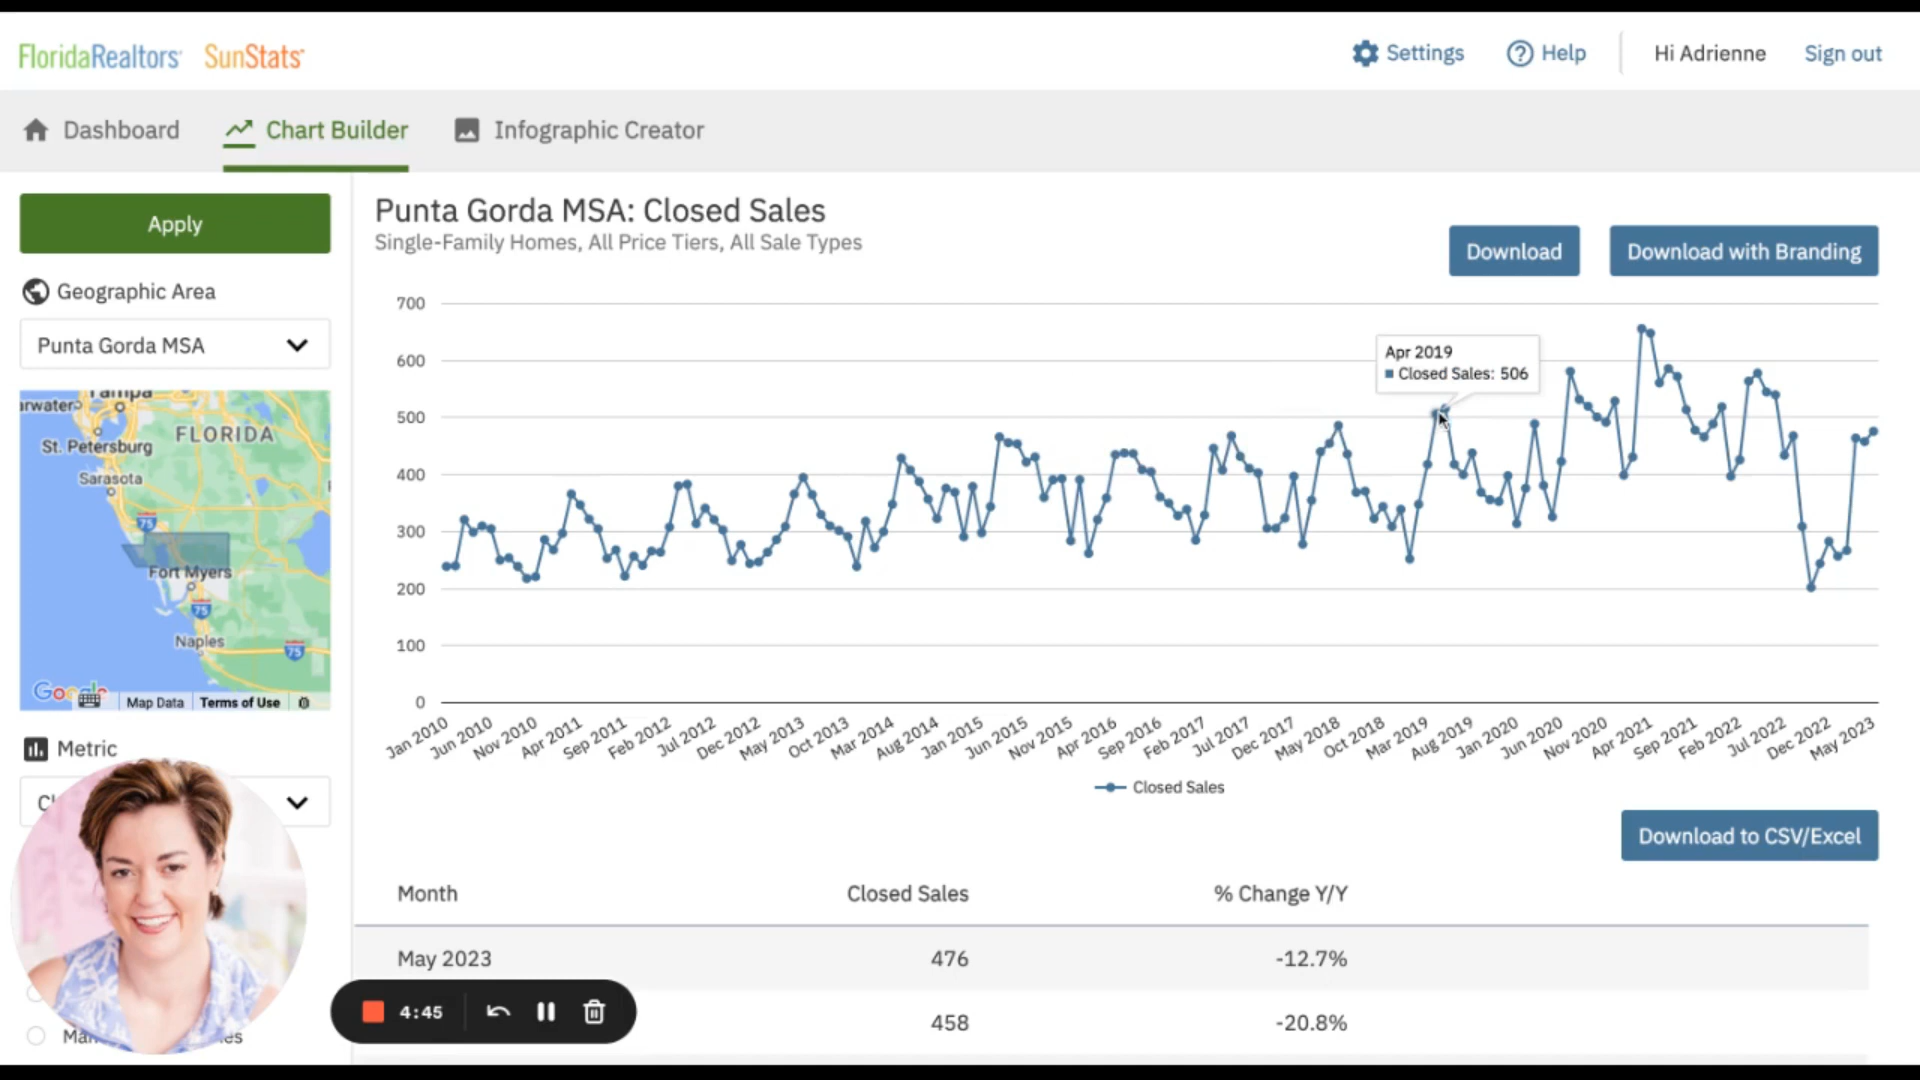 FloridaRealtors SunStats
Settings
Help
Hi Adrienne
Sign out
Dashboard
Chart Builder
Infographic Creator
Apply
Geographic Area
Punta Gorda MSA
Tampa
St. Petersburg
FLORIDA
Sarasota
75
Fort Myers
75
Naples
75
Google
Map Data
Terms of Use
Metric
Punta Gorda MSA: Closed Sales
Single-Family Homes, All Price Tiers, All Sale Types
Download
Download with Branding
700
600
500
400
300
200
100
0
Apr 2019
Closed Sales: 506
Jan 2010
Jun 2010
Nov 2010
Apr 2011
Sep 2011
Feb 2012
Jul 2012
Dec 2012
May 2013
Oct 2013
Mar 2014
Aug 2014
Jan 2015
Jun 2015
Nov 2015
Apr 2016
Sep 2016
Feb 2017
Jul 2017
Dec 2017
May 2018
Oct 2018
Mar 2019
Aug 2019
Jan 2020
Jun 2020
Nov 2020
Apr 2021
Sep 2021
Feb 2022
Jul 2022
Dec 2022
May 2023
Closed Sales
Download to CSV/Excel
Month Closed Sales % Change Y/Y
May 2023 476 -12.7%
458 -20.8%
4:45